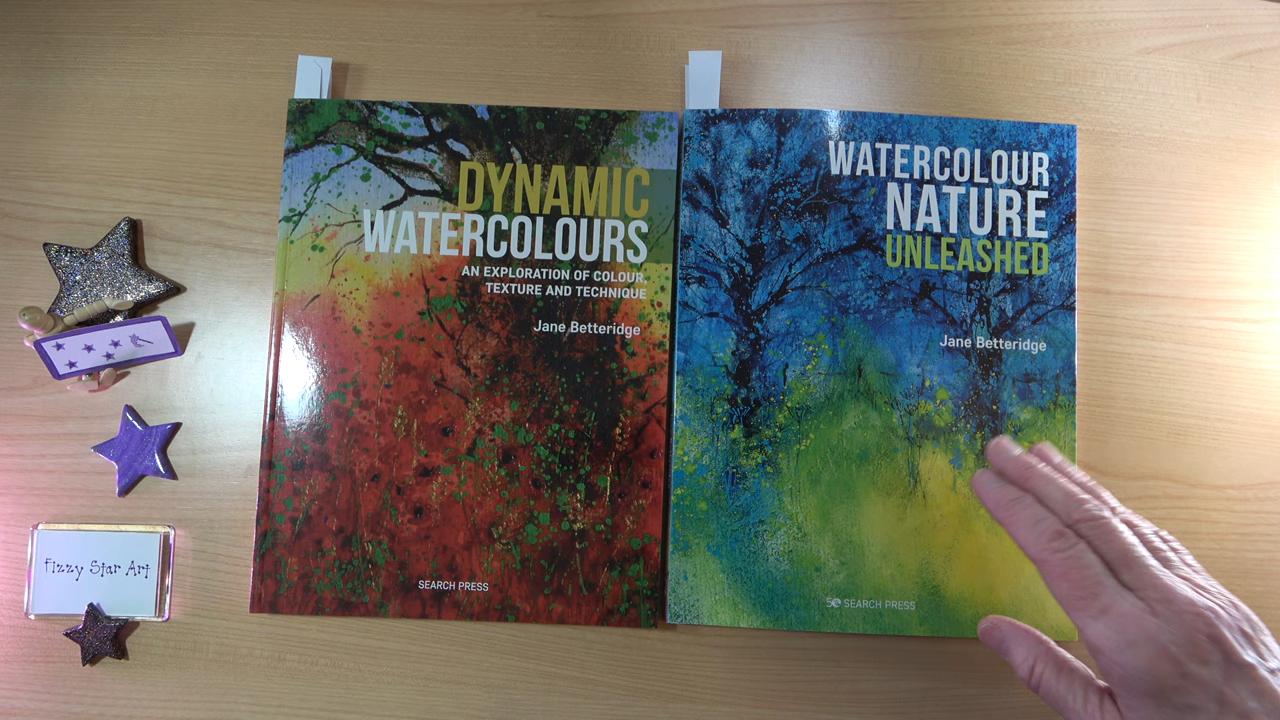 DYNAMIC
WATERCOLOURS
AN EXPLORATION OF COLOUR,
TEXTURE AND TECHNIQUE
Jane Betteridge
SEARCH PRESS
WATERCOLOUR
NATURE
UNLEASHED
Jane Betteridge
50 SEARCH PRESS
Fizzy Star Art